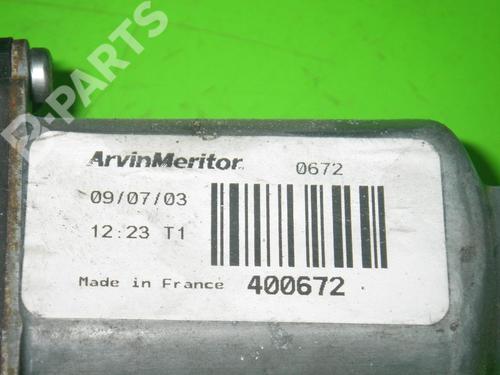 D-PARTS
ArvinMeritor 0672
09/07/03
12:23 T1
Made in France 400672